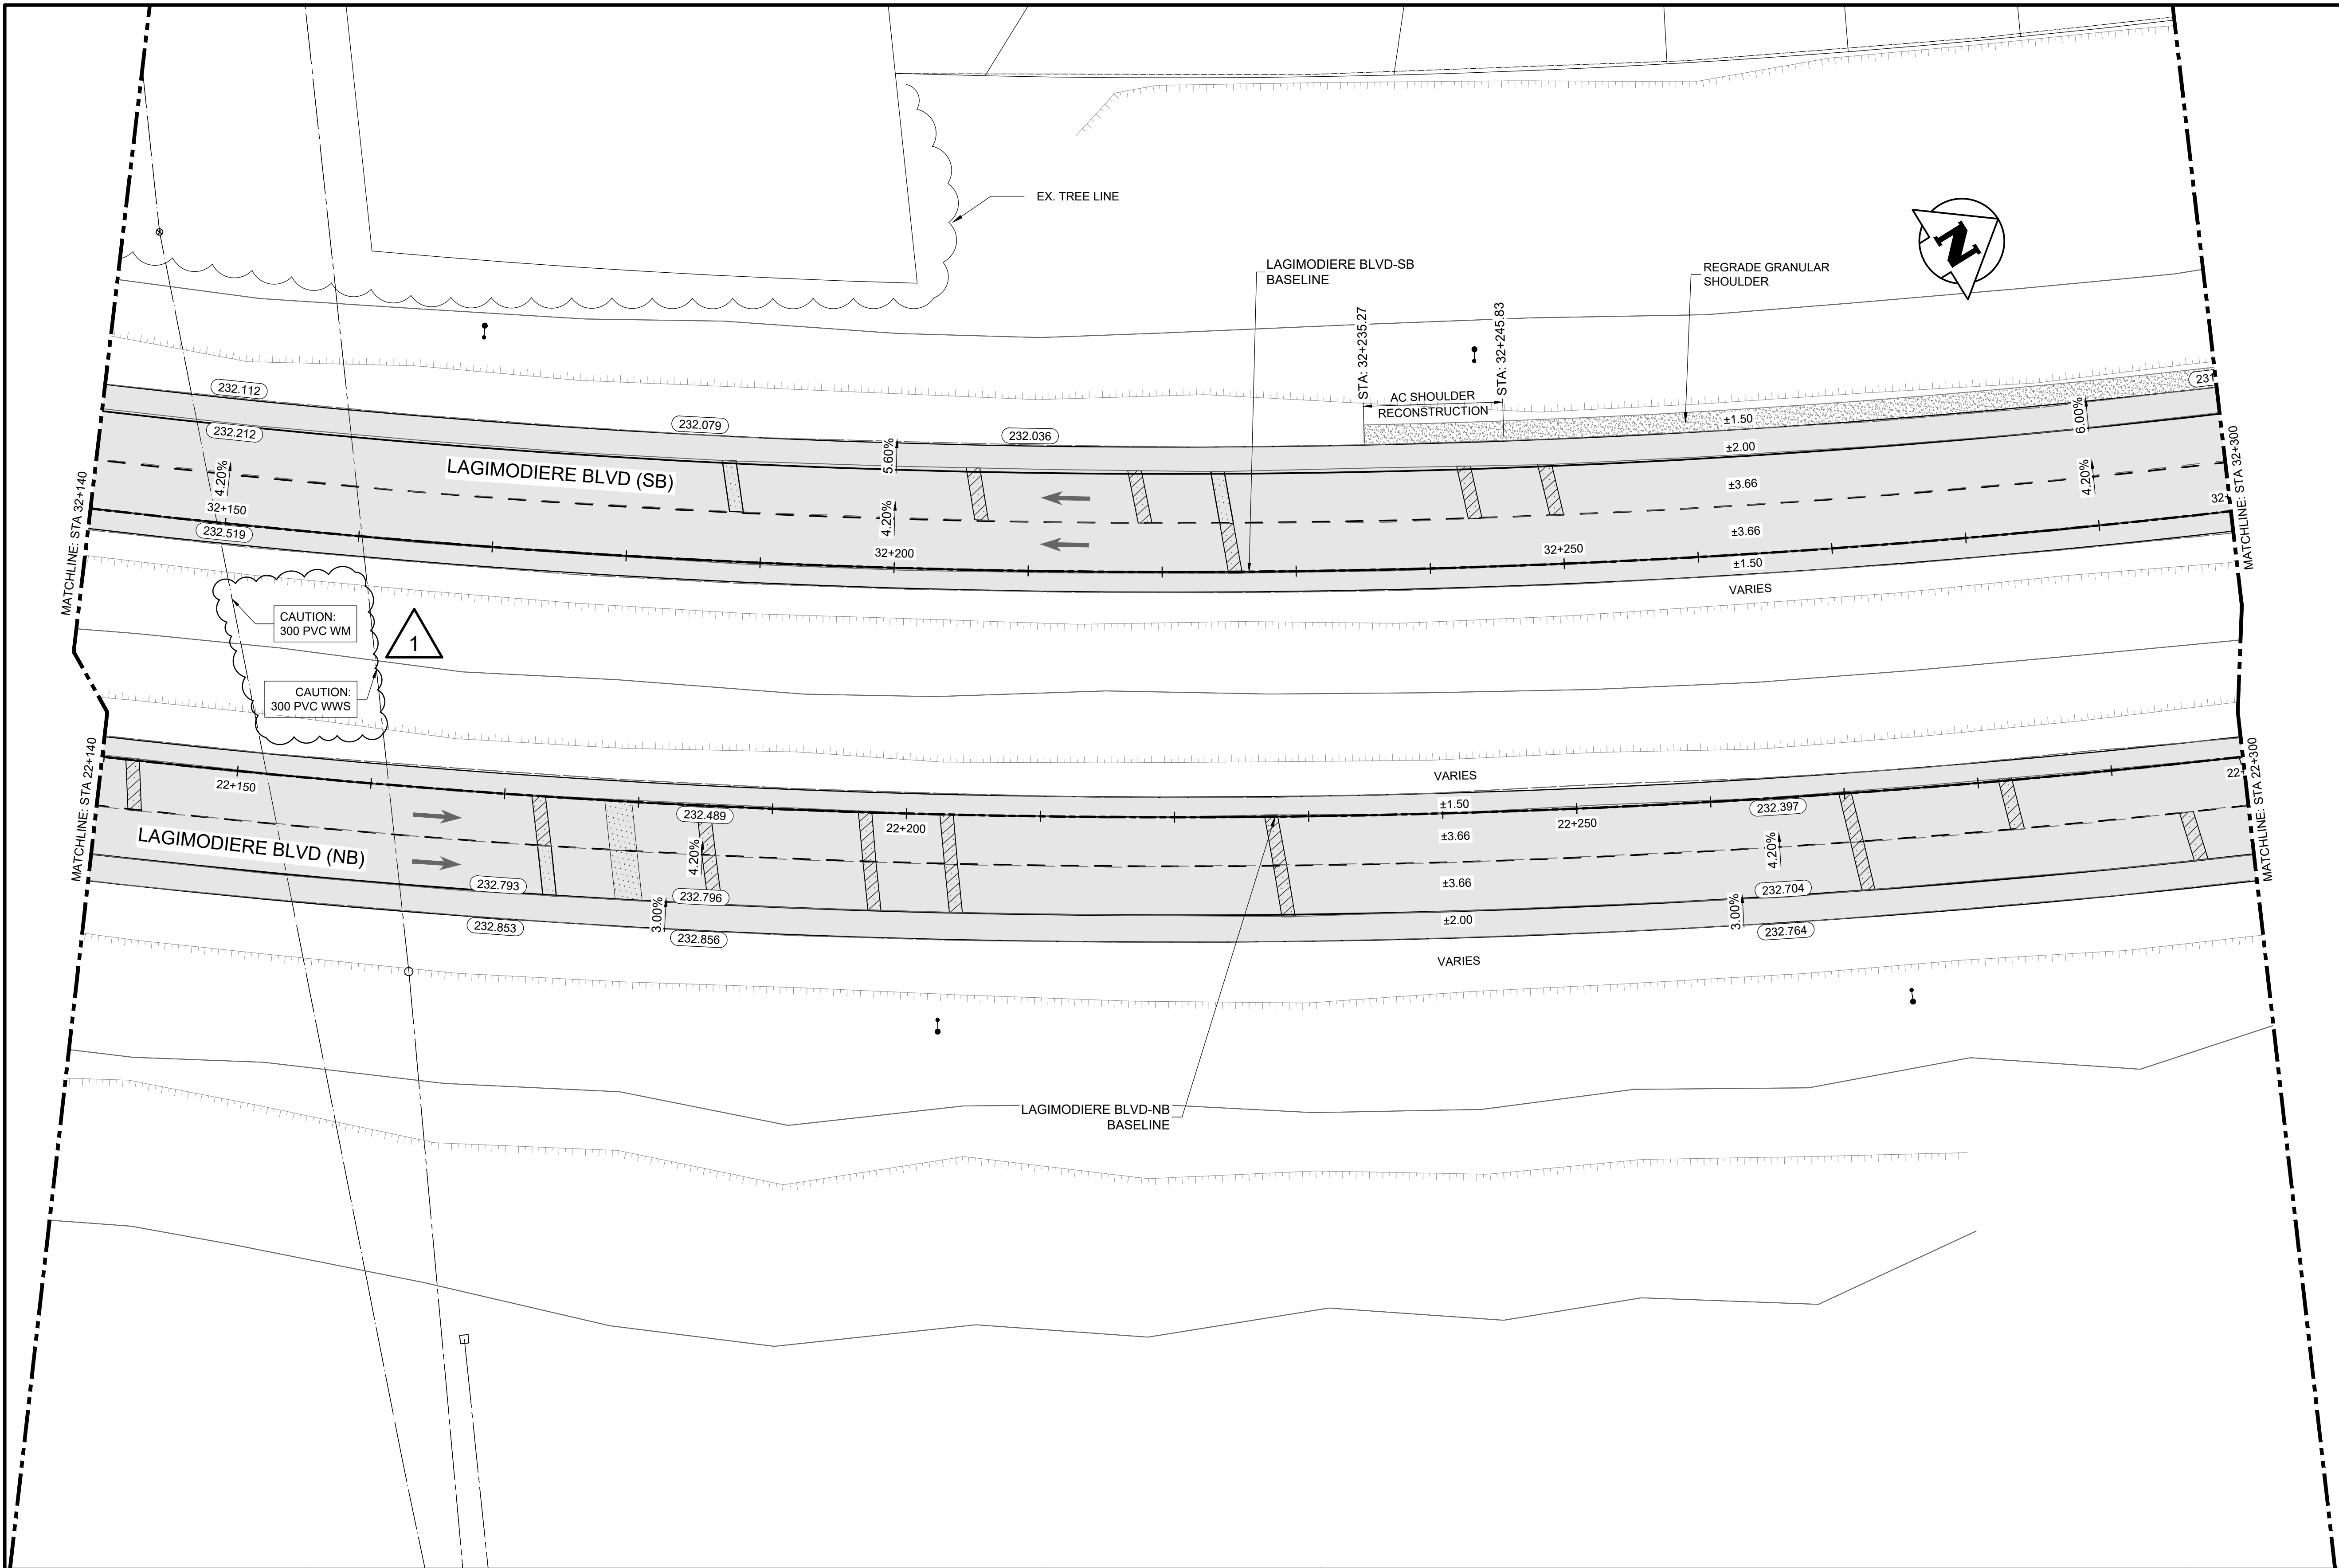 EX. TREE LINE
N
LAGIMODIERE BLVD-SB
BASELINE
REGRADE GRANULAR
SHOULDER
STA: 32+235.27
STA: 32+245.83
AC SHOULDER
RECONSTRUCTION
232.112
232.079
232.036
231
232.212
±1.50
±2.00
5.60%
6.00%
LAGIMODIERE BLVD (SB)
4.20%
4.20%
4.20%
±3.66
±3.66
32+150
32+200
32+250
32+
232.519
±1.50
VARIES
MATCHLINE: STA 32+140
MATCHLINE: STA 32+300
CAUTION:
300 PVC WM
1
CAUTION:
300 PVC WWS
MATCHLINE: STA 22+140
MATCHLINE: STA 22+300
VARIES
22+150
22+200
22+250
22+
±1.50
232.489
232.397
±3.66
4.20%
4.20%
LAGIMODIERE BLVD (NB)
±3.66
232.793
232.796
232.704
3.00%
3.00%
±2.00
232.853
232.856
232.764
VARIES
LAGIMODIERE BLVD-NB
BASELINE